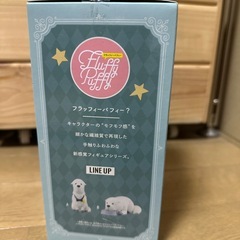 Fluffy
Puffy
フラッフィーパフィー？
キャラクターの"モフモフ感"を
細かな繊維質で再現した
手触りふわふわな
新感覚フィギュアシリーズ。
LINE UP